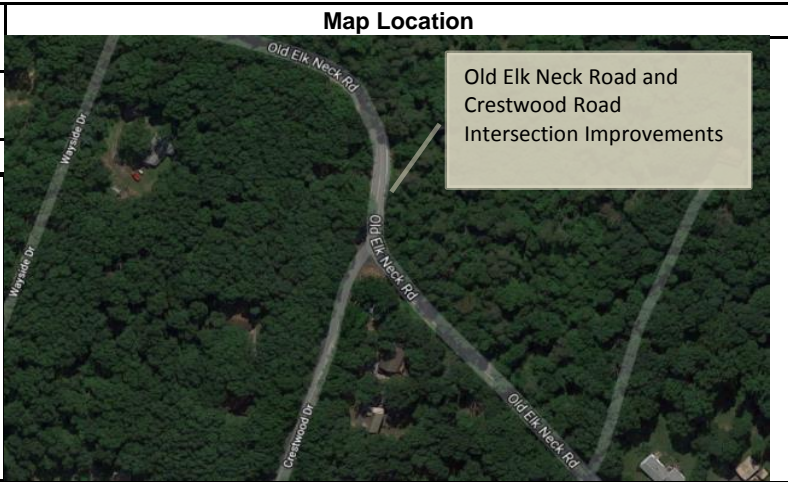 Map Location
Old Elk Neck Rd
Old Elk Neck Road and
Crestwood Road
Intersection Improvements
Wayside Dr
Wayside Dr
Old Elk Neck Rd
Crestwood Dr
Old Elk Neck Rd